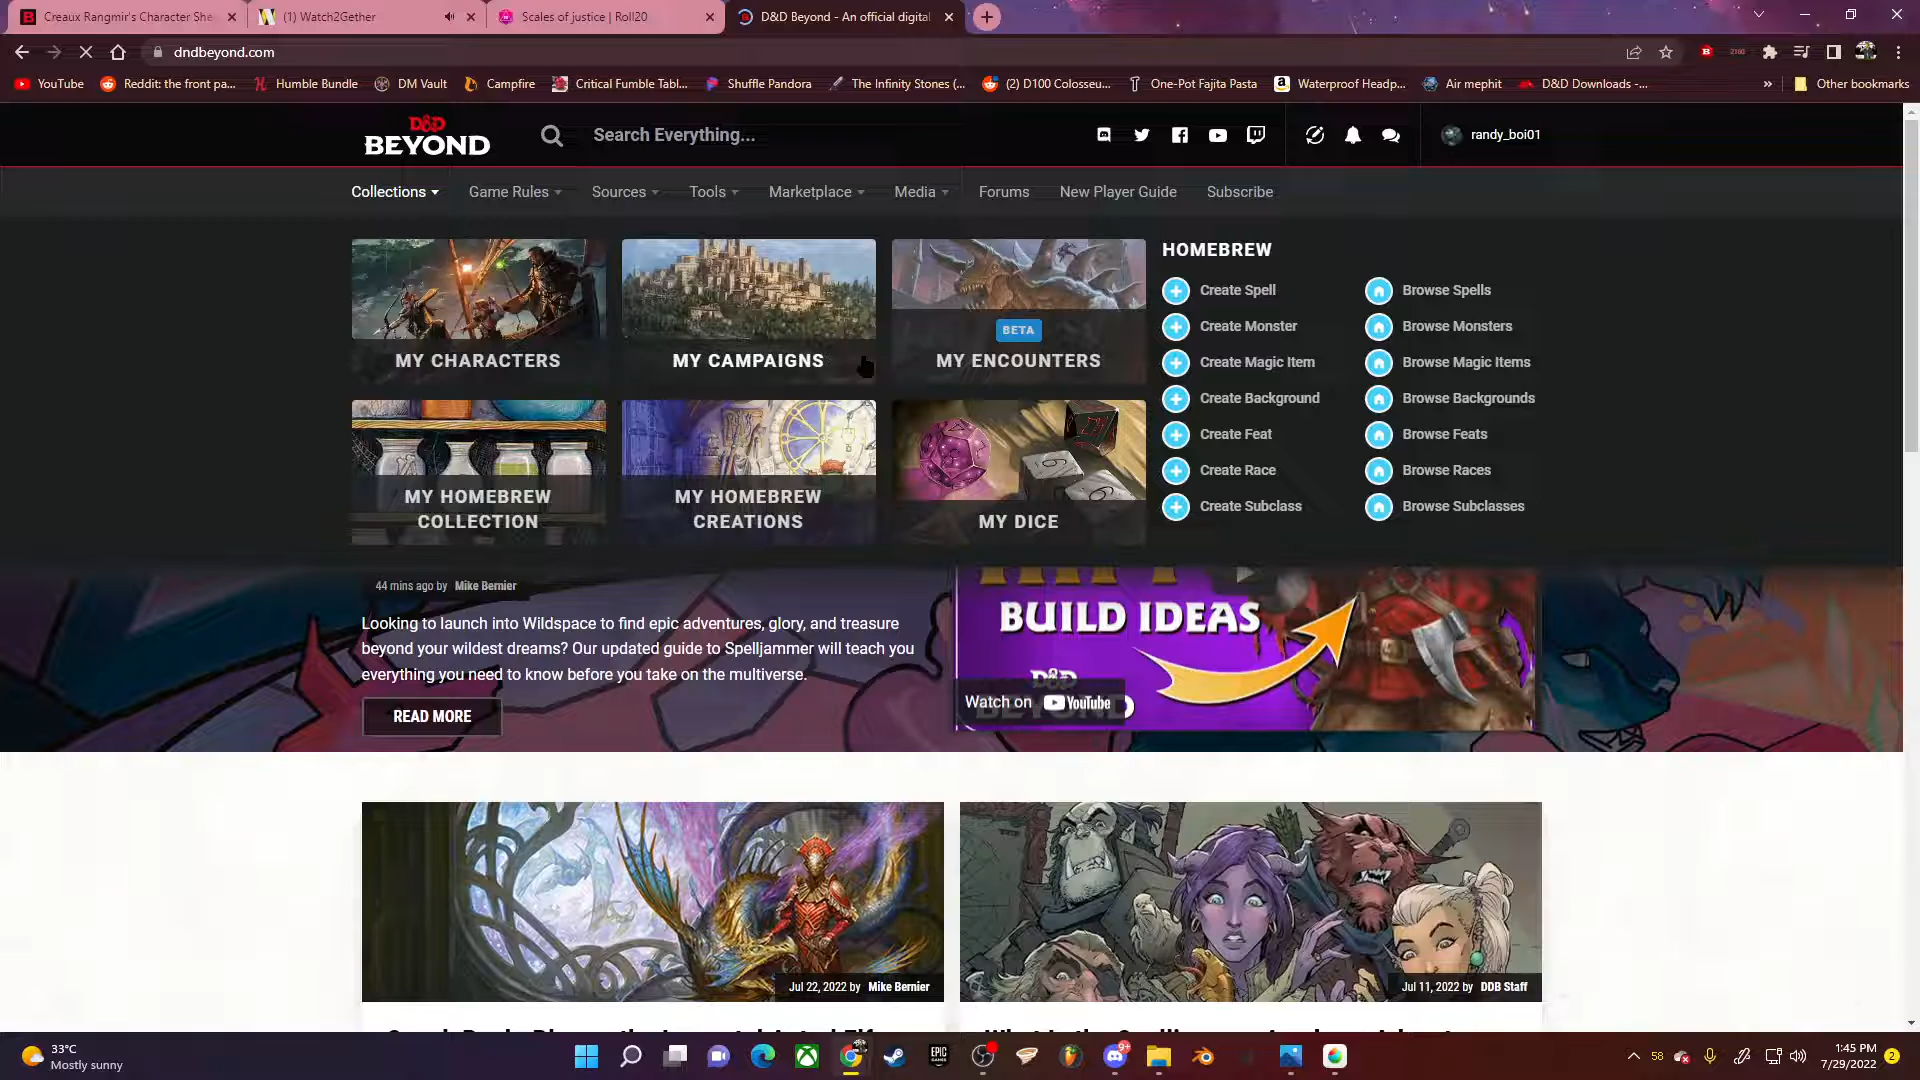 Creaux Rangmir's Character She
(1) Watch2Gether
Scales of justice | Roll20
D&D Beyond - An official digital
dndbeyond.com
YouTube
Reddit: the front pa...
Humble Bundle
DM Vault
Campfire
Critical Fumble Tabl...
Shuffle Pandora
The Infinity Stones (...
(2) D100 Colosseu...
One-Pot Fajita Pasta
Waterproof Headp...
Air mephit
D&D Downloads -...
Other bookmarks
D&D
BEYOND
Search Everything...
randy_boi01
Collections
Game Rules
Sources
Tools
Marketplace
Media
Forums
New Player Guide
Subscribe
MY CHARACTERS
MY CAMPAIGNS
BETA
MY ENCOUNTERS
MY HOMEBREW
COLLECTION
MY HOMEBREW
CREATIONS
MY DICE
HOMEBREW
Create Spell
Browse Spells
Create Monster
Browse Monsters
Create Magic Item
Browse Magic Items
Create Background
Browse Backgrounds
Create Feat
Browse Feats
Create Race
Browse Races
Create Subclass
Browse Subclasses
44 mins ago by Mike Bernier
Looking to launch into Wildspace to find epic adventures, glory, and treasure
beyond your wildest dreams? Our updated guide to Spelljammer will teach you
everything you need to know before you take on the multiverse.
READ MORE
BUILD IDEAS
D&D
Watch on YouTube
Jul 22, 2022 by Mike Bernier
Jul 11, 2022 by DDB Staff
33°C
Mostly sunny
EPIC
GAMES
9+
58
1:45 PM
7/29/2022
2